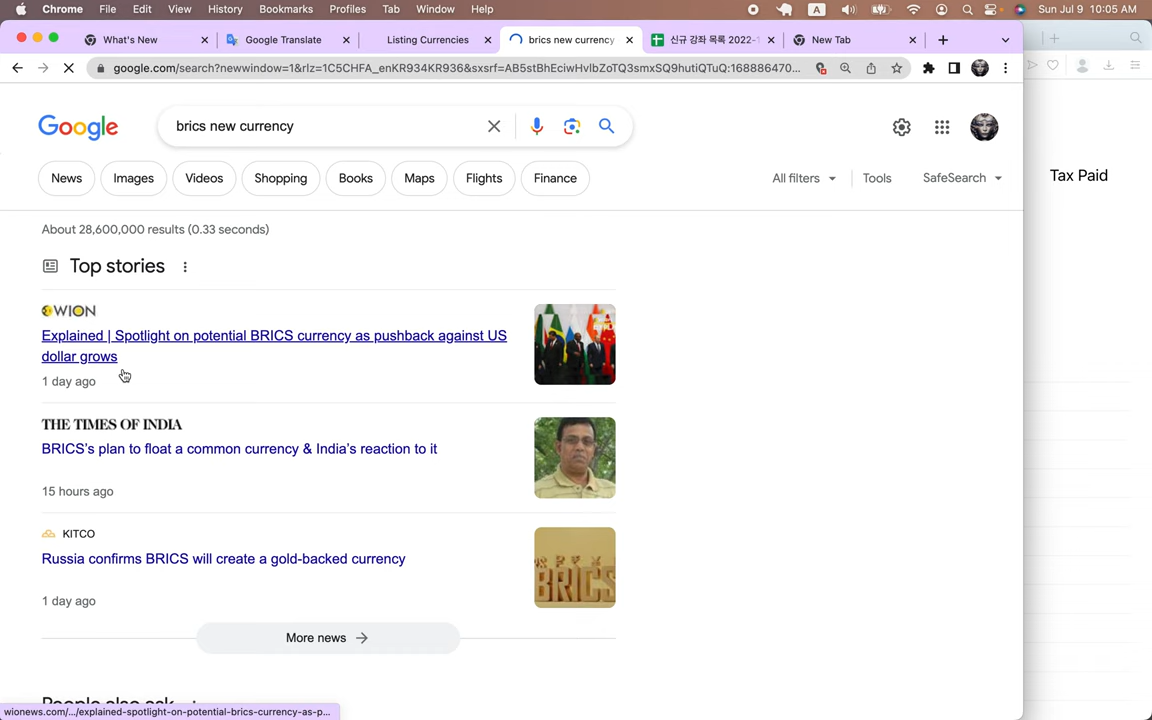 Chrome File Edit View History Bookmarks Profiles Tab Window Help A Sun Jul 9 10:05 AM
What's New Google Translate Listing Currencies brics new currency 신규 강좌 목록 2022-1 New Tab
google.com/search?newwindow=1&rlz=1C5CHFA_enKR934KR936&sxsrf=AB5stBhEciwHvIbZoTQ3smxSQ9hutiQTuQ:168886470...
Google brics new currency
News Images Videos Shopping Books Maps Flights Finance All filters Tools SafeSearch
Tax Paid
About 28,600,000 results (0.33 seconds)
Top stories
WION
Explained | Spotlight on potential BRICS currency as pushback against US
dollar grows
1 day ago
THE TIMES OF INDIA
BRICS's plan to float a common currency & India's reaction to it
15 hours ago
KITCO
Russia confirms BRICS will create a gold-backed currency
BRICS
1 day ago
More news
People also ask
wionews.com/.../explained-spotlight-on-potential-brics-currency-as-p...